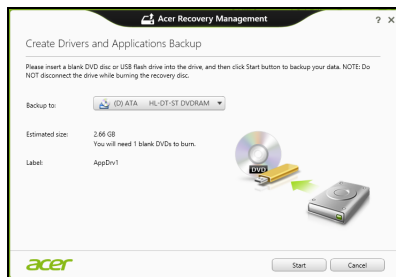 Acer Recovery Management
? X
Create Drivers and Applications Backup
Please insert a blank DVD disc or USB flash drive into the drive, and then click Start button to backup your data. NOTE: Do
NOT disconnect the drive while burning the recovery disc.
Backup to: (D) ATA HL-DT-ST DVDRAM
Estimated size: 2.66 GB
You will need 1 blank DVDs to burn.
Label: AppDrv1
DVD
acer Start Cancel